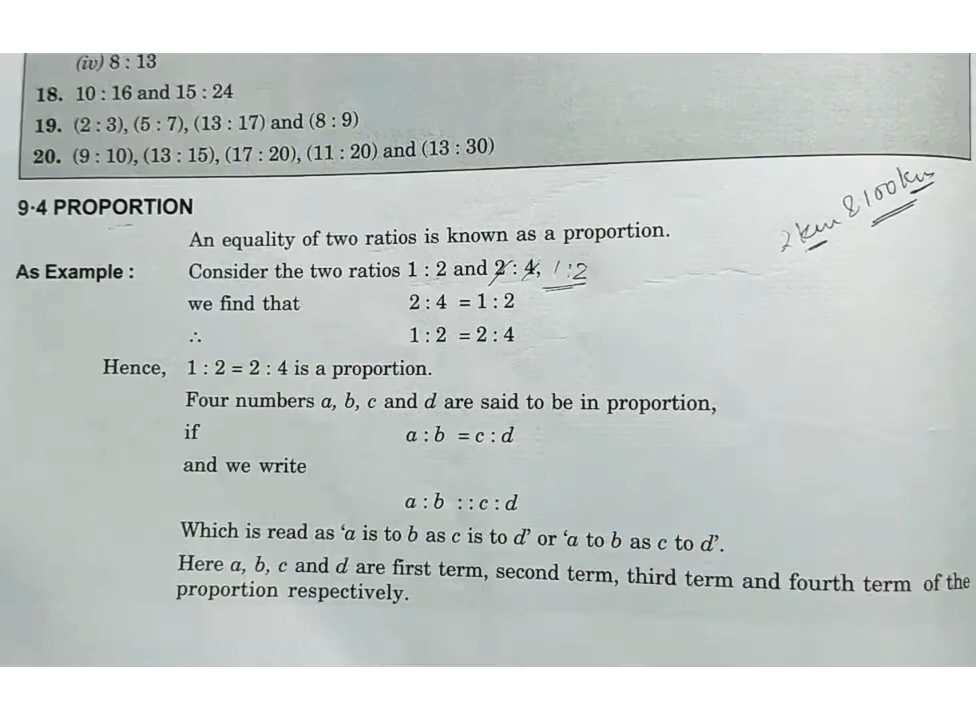 (iv) 8 : 13
18. 10 : 16 and 15 : 24
19. (2 : 3), (5 : 7), (13 : 17) and (8 : 9)
20. (9 : 10), (13 : 15), (17 : 20), (11 : 20) and (13 : 30)
2 km & 100 km
9·4 PROPORTION
An equality of two ratios is known as a proportion.
As Example : Consider the two ratios 1 : 2 and 2 : 4, 1 : 2
we find that 2 : 4 = 1 : 2
∴ 1 : 2 = 2 : 4
Hence, 1 : 2 = 2 : 4 is a proportion.
Four numbers a, b, c and d are said to be in proportion,
if a : b = c : d
and we write
a : b : : c : d
Which is read as ‘a is to b as c is to d’ or ‘a to b as c to d’.
Here a, b, c and d are first term, second term, third term and fourth term of the
proportion respectively.